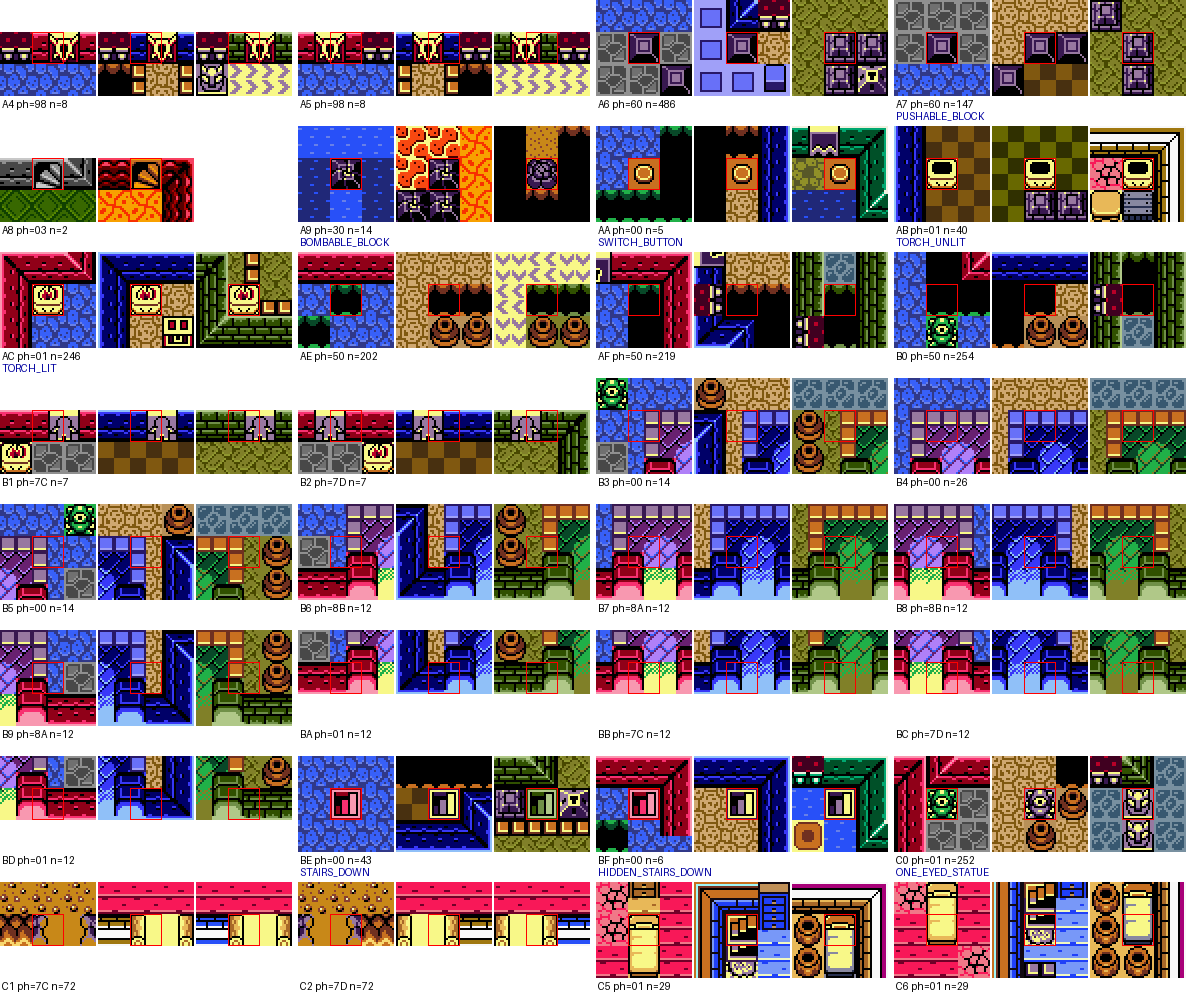 A4 ph=98 n=8
A5 ph=98 n=8
A6 ph=60 n=486
A7 ph=60 n=147
PUSHABLE_BLOCK
A8 ph=03 n=2
A9 ph=30 n=14
BOMBABLE_BLOCK
AA ph=00 n=5
SWITCH_BUTTON
AB ph=01 n=40
TORCH_UNLIT
AC ph=01 n=246
TORCH_LIT
AE ph=50 n=202
AF ph=50 n=219
B0 ph=50 n=254
B1 ph=7C n=7
B2 ph=7D n=7
B3 ph=00 n=14
B4 ph=00 n=26
B5 ph=00 n=14
B6 ph=8B n=12
B7 ph=8A n=12
B8 ph=8B n=12
B9 ph=8A n=12
BA ph=01 n=12
BB ph=7C n=12
BC ph=7D n=12
BD ph=01 n=12
BE ph=00 n=43
STAIRS_DOWN
BF ph=00 n=6
HIDDEN_STAIRS_DOWN
C0 ph=01 n=252
ONE_EYED_STATUE
C1 ph=7C n=72
C2 ph=7D n=72
C5 ph=01 n=29
C6 ph=01 n=29